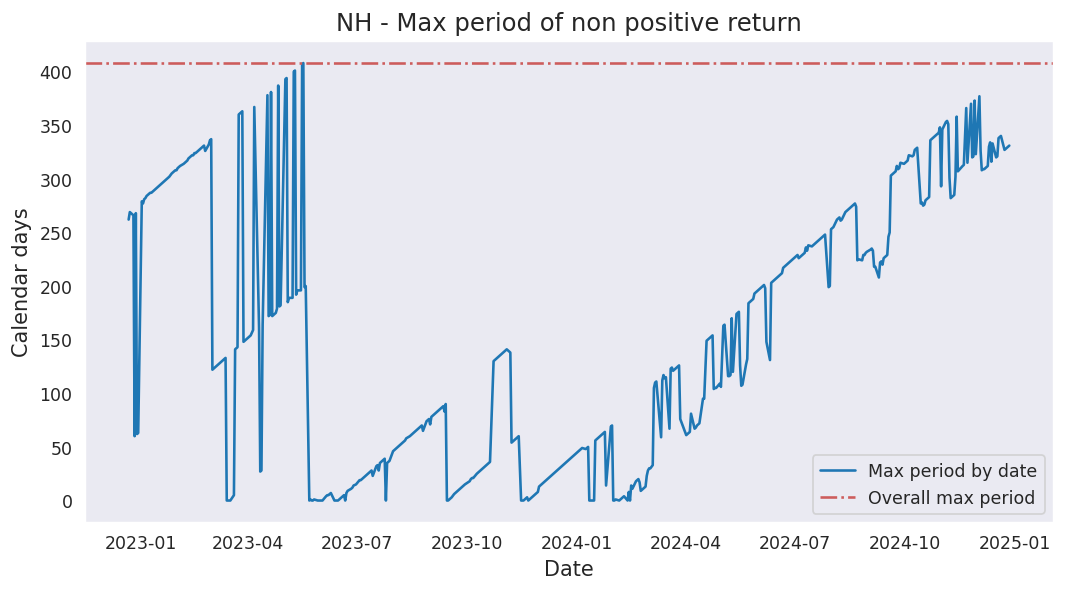 NH - Max period of non positive return
Calendar days
400
350
300
250
200
150
100
50
0
2023-01 2023-04 2023-07 2023-10 2024-01 2024-04 2024-07 2024-10 2025-01
Date
Max period by date
Overall max period